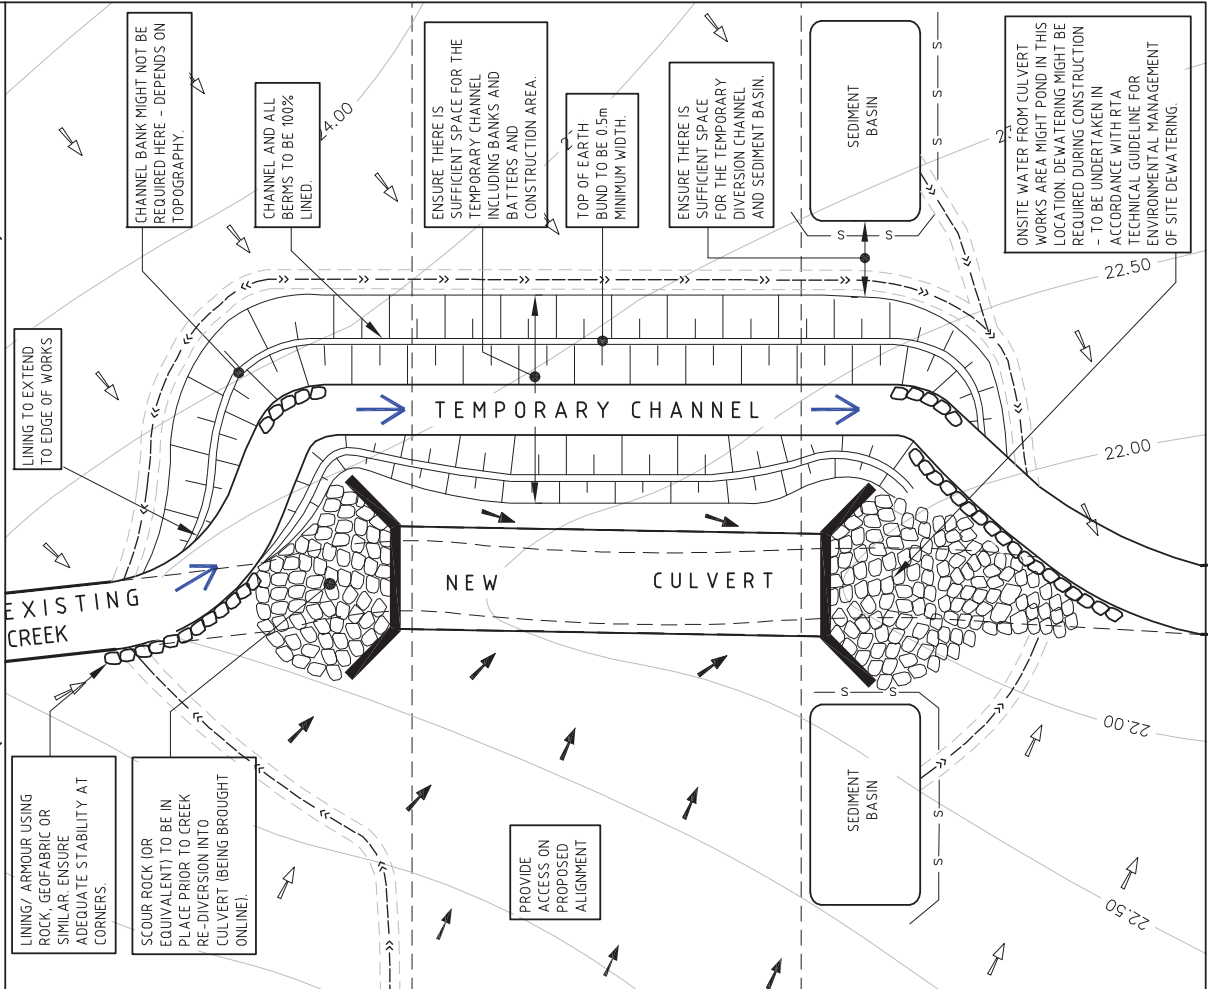 CHANNEL BANK MIGHT NOT BE
REQUIRED HERE - DEPENDS ON
TOPOGRAPHY.
CHANNEL AND ALL
BERMS TO BE 100%
LINED.
24.00
ENSURE THERE IS
SUFFICIENT SPACE FOR THE
TEMPORARY CHANNEL
INCLUDING BANKS AND
BATTERS AND
CONSTRUCTION AREA.
TOP OF EARTH
BUND TO BE 0.5m
MINIMUM WIDTH.
ENSURE THERE IS
SUFFICIENT SPACE
FOR THE TEMPORARY
DIVERSION CHANNEL
AND SEDIMENT BASIN.
SEDIMENT
BASIN
S
S
S
S
S
ONSITE WATER FROM CULVERT
WORKS AREA MIGHT POND IN THIS
LOCATION. DEWATERING MIGHT BE
REQUIRED DURING CONSTRUCTION
- TO BE UNDERTAKEN IN
ACCORDANCE WITH RTA
TECHNICAL GUIDELINE FOR
ENVIRONMENTAL MANAGEMENT
OF SITE DEWATERING.
22.50
LINING TO EXTEND
TO EDGE OF WORKS
TEMPORARY CHANNEL
22.00
EXISTING
CREEK
NEW CULVERT
S
S
22.00
LINING/ ARMOUR USING
ROCK, GEOFABRIC OR
SIMILAR. ENSURE
ADEQUATE STABILITY AT
CORNERS.
SCOUR ROCK (OR
EQUIVALENT) TO BE IN
PLACE PRIOR TO CREEK
RE-DIVERSION INTO
CULVERT (BEING BROUGHT
ONLINE).
PROVIDE
ACCESS ON
PROPOSED
ALIGNMENT
SEDIMENT
BASIN
S
S
22.50